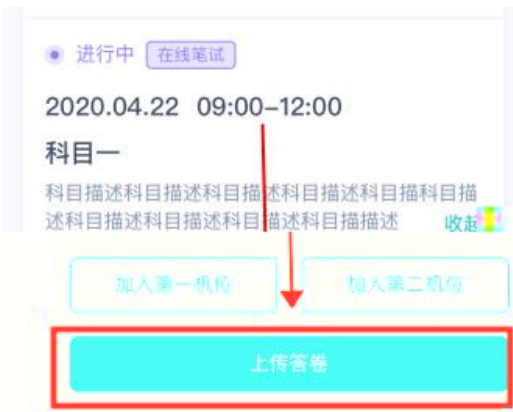 进行中 在线笔试
2020.04.22 09:00-12:00
科目一
科目描述科目描述科目描述科目描述科目描科目描
述科目描述科目描述科目描述科目描描述 收起
加入第一机位 加入第二机位
上传答卷